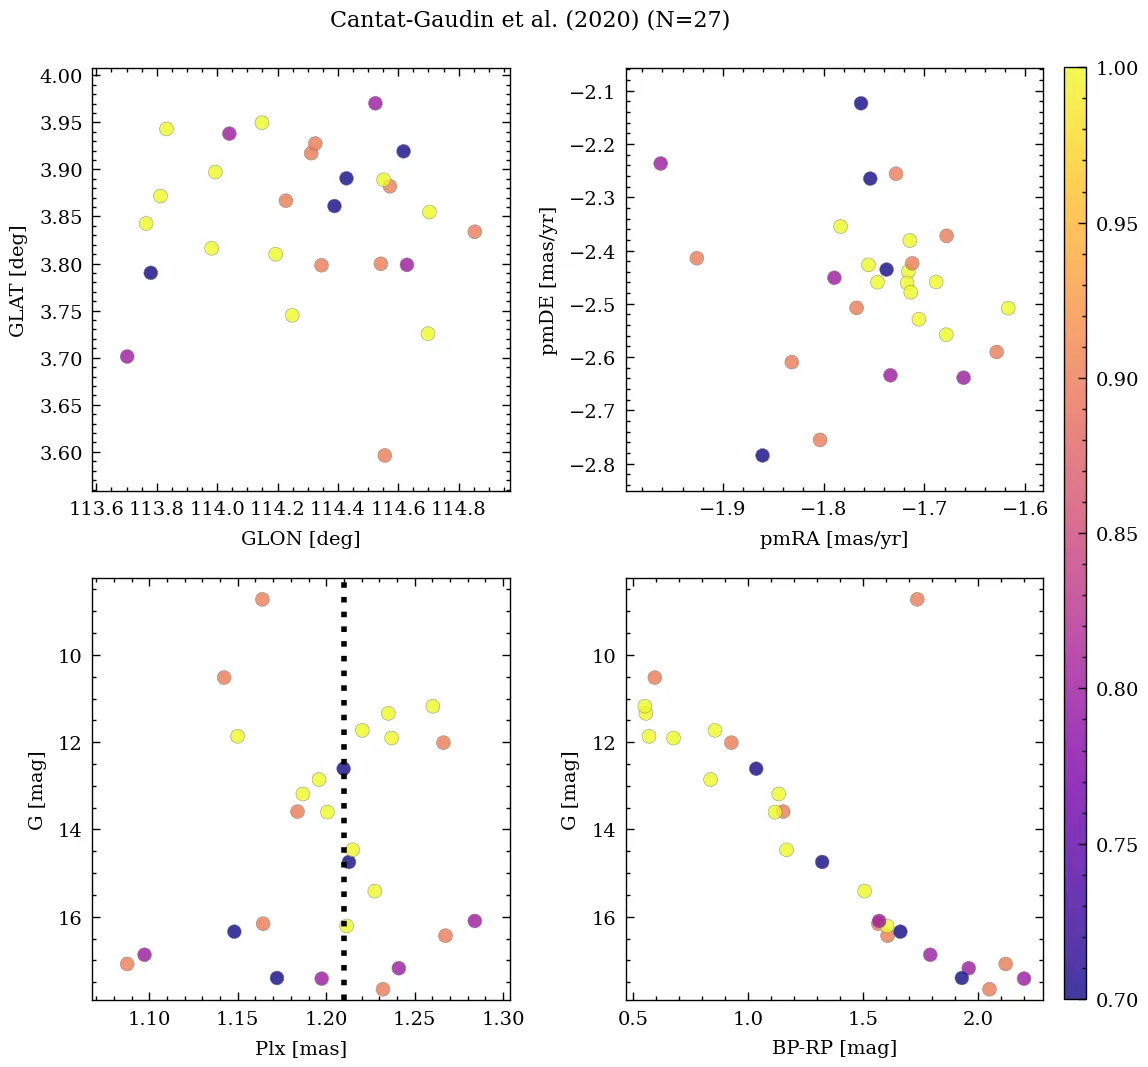 Cantat-Gaudin et al. (2020) (N=27)
4.00
3.95
3.90
3.85
3.80
3.75
3.70
3.65
3.60
GLAT [deg]
113.6 113.8 114.0 114.2 114.4 114.6 114.8
GLON [deg]
−2.1
−2.2
−2.3
−2.4
−2.5
−2.6
−2.7
−2.8
pmDE [mas/yr]
−1.9 −1.8 −1.7 −1.6
pmRA [mas/yr]
10
12
14
16
G [mag]
1.10 1.15 1.20 1.25 1.30
Plx [mas]
10
12
14
16
G [mag]
0.5 1.0 1.5 2.0
BP-RP [mag]
1.00
0.95
0.90
0.85
0.80
0.75
0.70